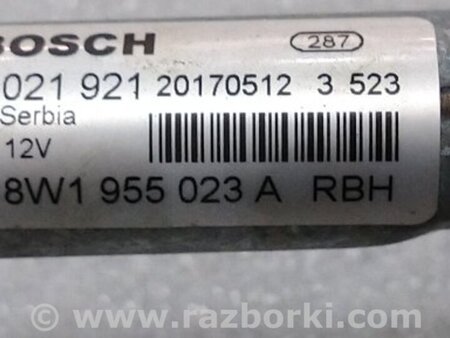 BOSCH 287
021 921 20170512 3 523
Serbia
12V
8W1 955 023 A RBH
© www.razborki.com